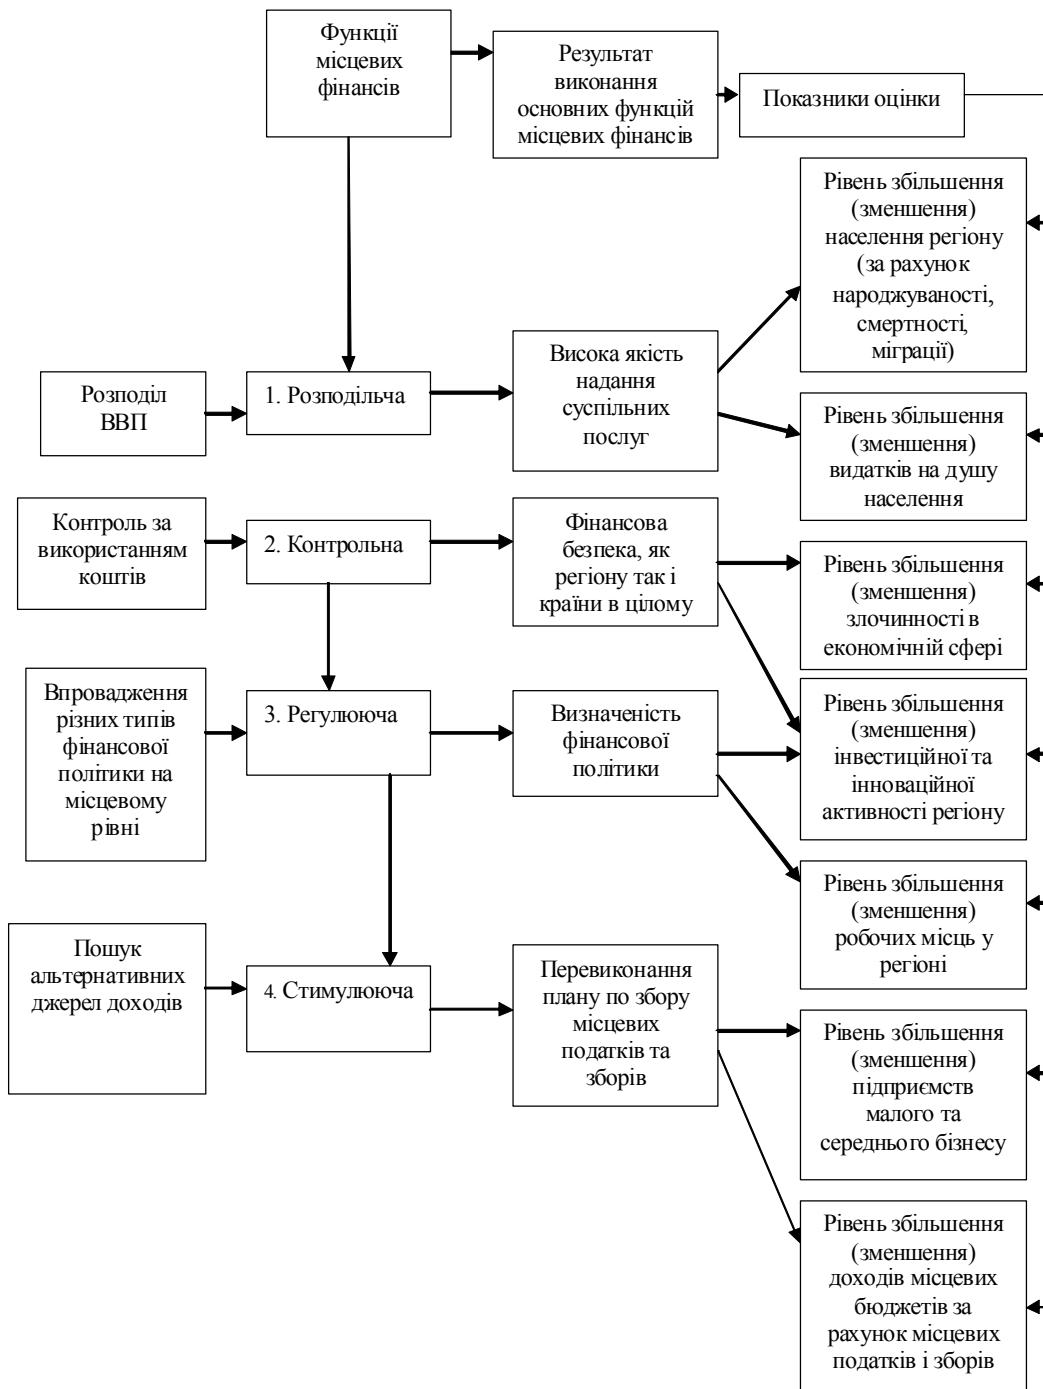 Функції
місцевих
фінансів
Результат
виконання
основних функцій
місцевих фінансів
Показники оцінки
Рівень збільшення
(зменшення)
населення регіону
(за рахунок
народжуваності,
смертності,
міграції)
Розподіл
ВВП
1. Розподільча
Висока якість
надання
суспільних
послуг
Рівень збільшення
(зменшення)
видатків на душу
населення
Контроль за
використанням
коштів
2. Контрольна
Фінансова
безпека, як
регіону так і
країни в цілому
Рівень збільшення
(зменшення)
злочинності в
економічній сфері
Впровадження
різних типів
фінансової
політики на
місцевому
рівні
3. Регулююча
Визначеність
фінансової
політики
Рівень збільшення
(зменшення)
інвестиційної та
інноваційної
активності регіону
Рівень збільшення
(зменшення)
робочих місць у
регіоні
Пошук
альтернативних
джерел доходів
4. Стимулююча
Перевиконання
плану по збору
місцевих
податків та
зборів
Рівень збільшення
(зменшення)
підприємств
малого та
середнього бізнесу
Рівень збільшення
(зменшення)
доходів місцевих
бюджетів за
рахунок місцевих
податків і зборів